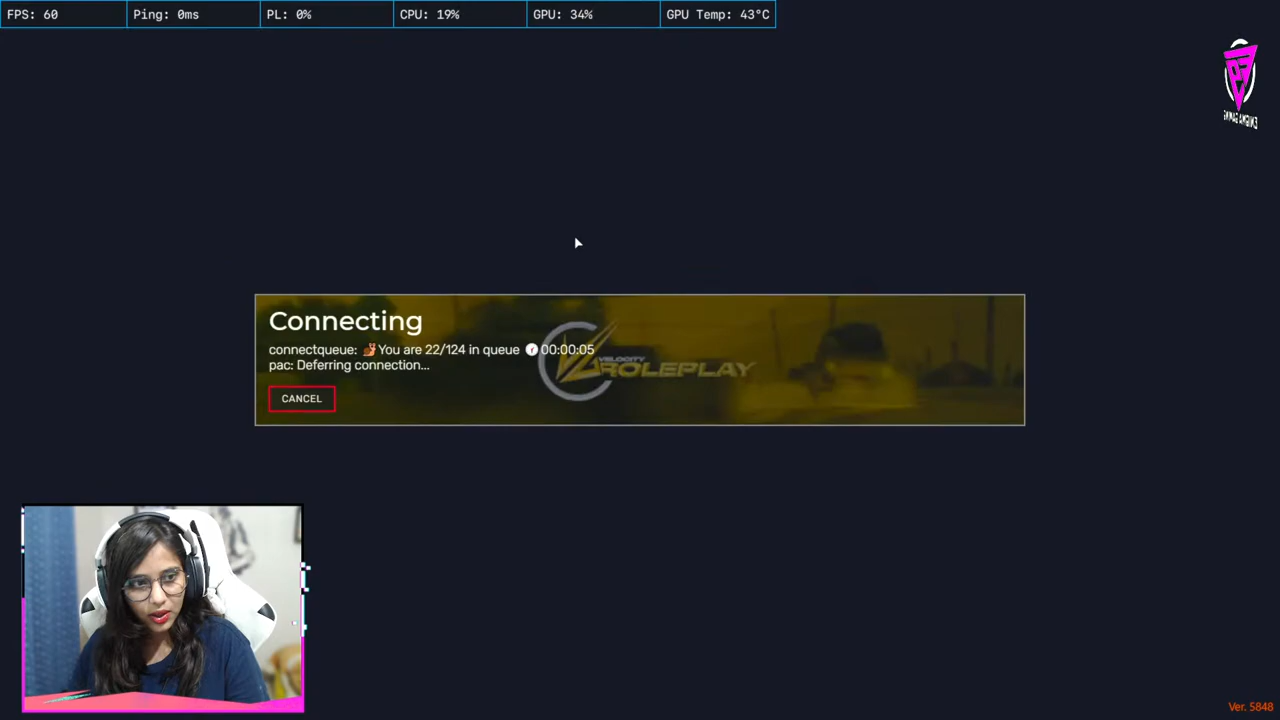 FPS: 60 Ping: 0ms PL: 0% CPU: 19% GPU: 34% GPU Temp: 43°C
Connecting
connectqueue: 🐌You are 22/124 in queue 🕐00:00:05
pac: Deferring connection...
VELOCITY
ROLEPLAY
CANCEL
Ver. 5848